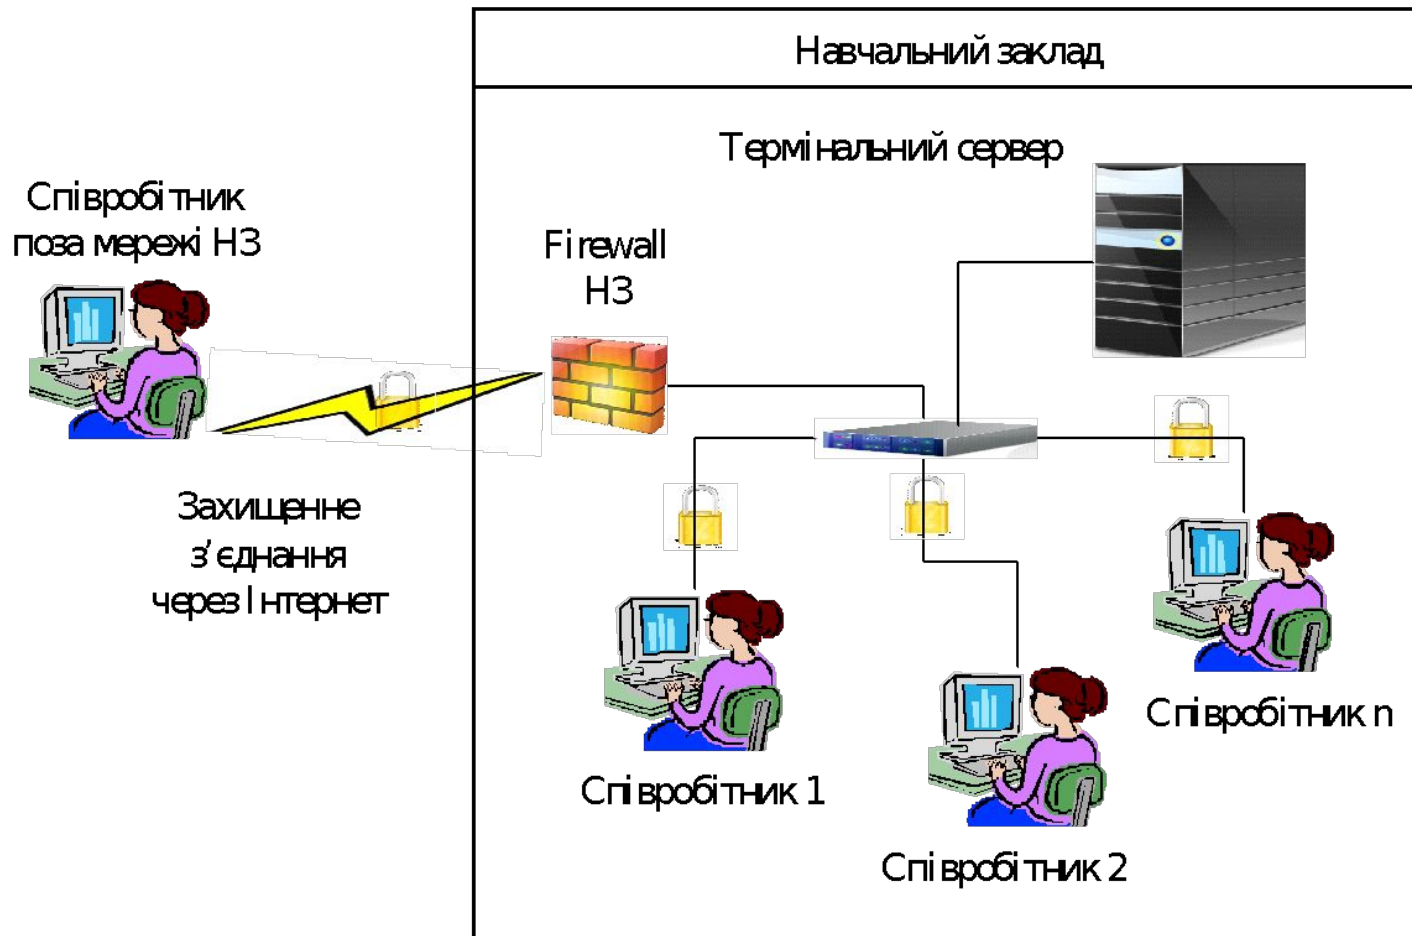 Навчальний заклад
Термінальний сервер
Співробітник
поза мережі НЗ
Firewall
НЗ
Захищенне
з'єднання
через Інтернет
Співробітник n
Співробітник 1
Співробітник 2